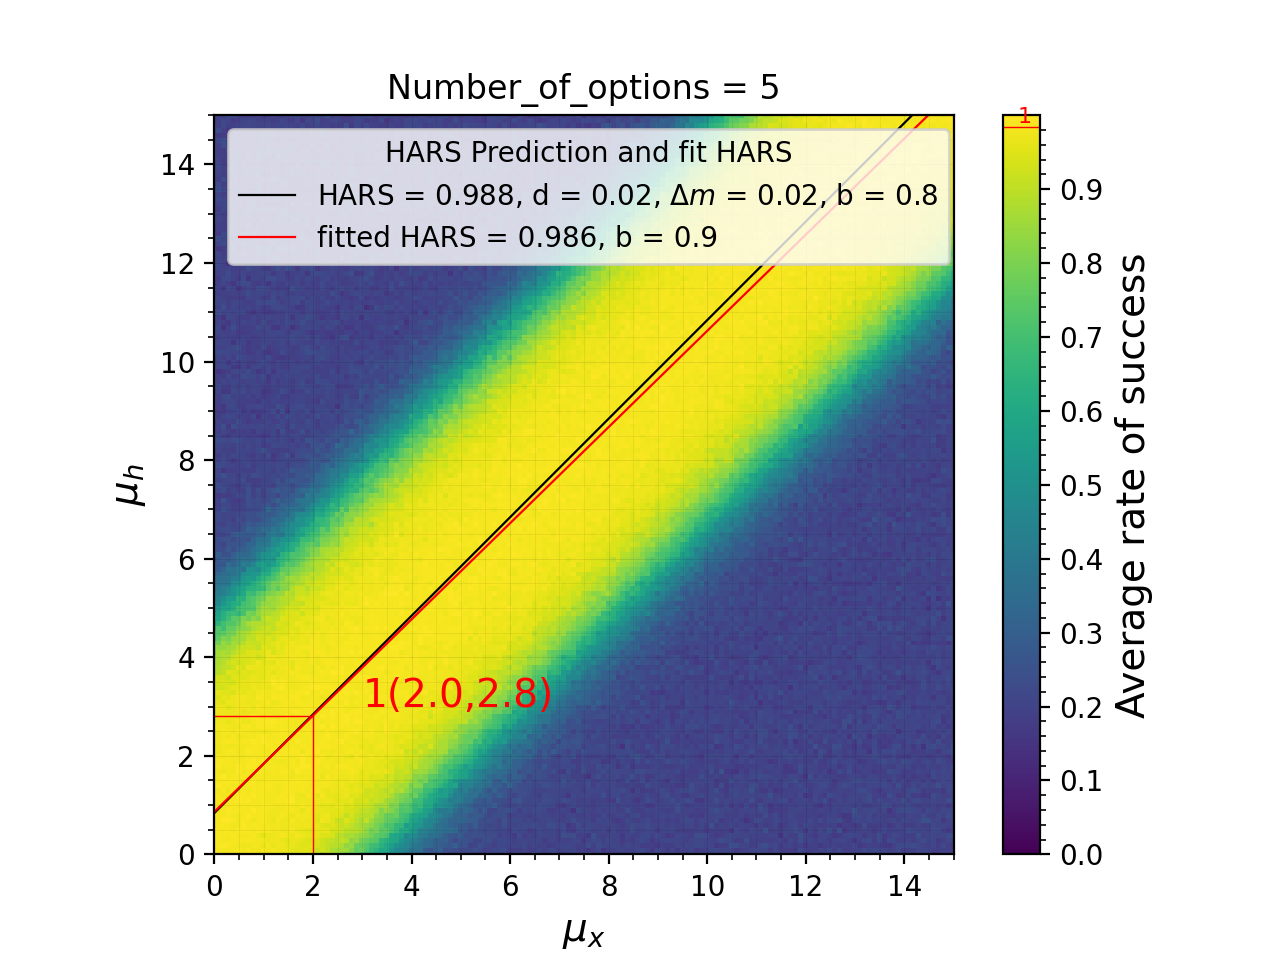 Number_of_options = 5
1
HARS Prediction and fit HARS
HARS = 0.988, d = 0.02, Δm = 0.02, b = 0.8
fitted HARS = 0.986, b = 0.9
14
12
10
8
6
4
2
0
μₕ
1(2.0,2.8)
0 2 4 6 8 10 12 14
μₓ
0.9
0.8
0.7
0.6
0.5
0.4
0.3
0.2
0.1
0.0
Average rate of success